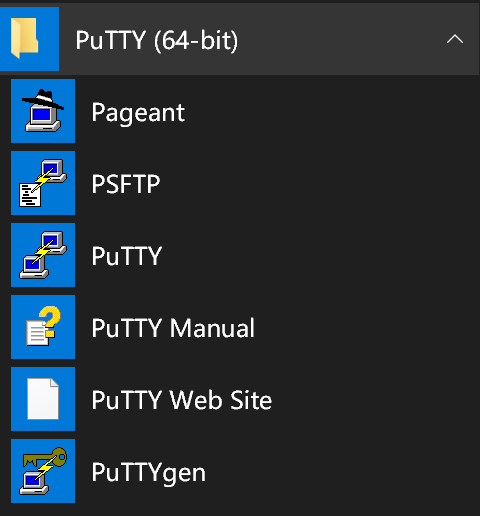 PuTTY (64-bit)
Pageant
PSFTP
PuTTY
PuTTY Manual
PuTTY Web Site
PuTTYgen